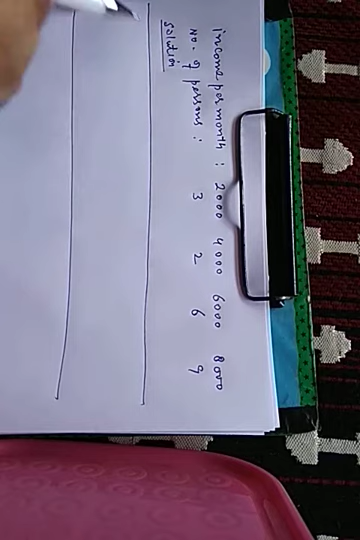 Income per month : 2000 4000 6000 8000
No. of persons : 3 2 6 9
Solution